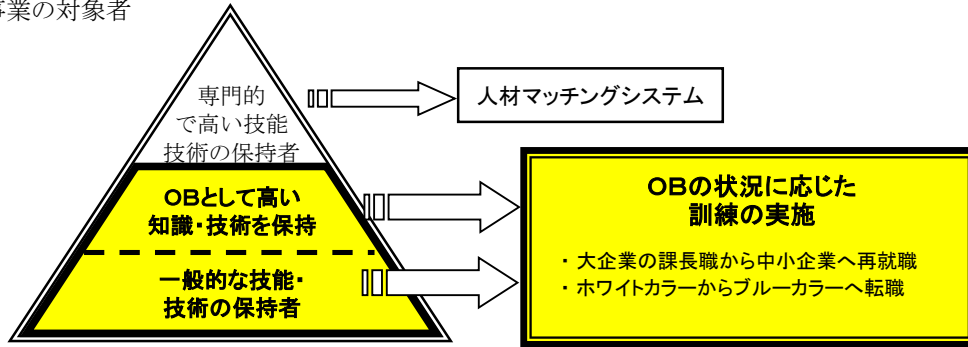 事業の対象者
専門的
で高い技能
技術の保持者
人材マッチングシステム
OBとして高い
知識・技術を保持
一般的な技能・
技術の保持者
OBの状況に応じた
訓練の実施
・ 大企業の課長職から中小企業へ再就職
・ ホワイトカラーからブルーカラーへ転職